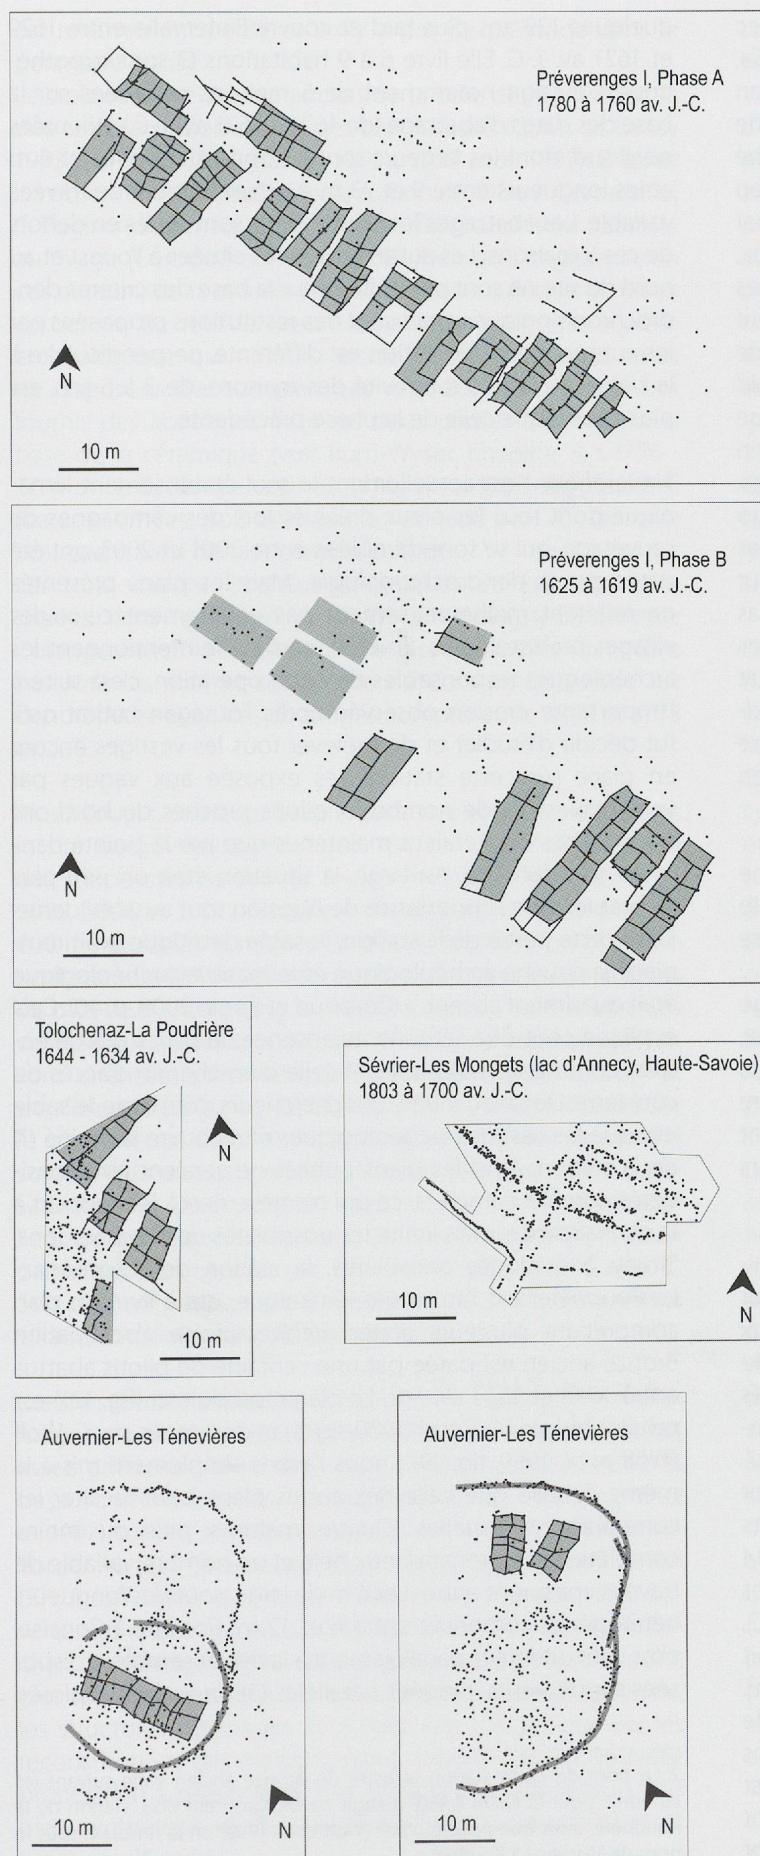 Préverenges I, Phase A
1780 à 1760 av. J.-C.
N
10 m
Préverenges I, Phase B
1625 à 1619 av. J.-C.
N
10 m
Tolochenaz-La Poudrière
1644 - 1634 av. J.-C.
N
10 m
Sévrier-Les Mongets (lac d'Annecy, Haute-Savoie)
1803 à 1700 av. J.-C.
10 m
N
Auvernier-Les Ténevières
10 m
N
Auvernier-Les Ténevières
10 m
N